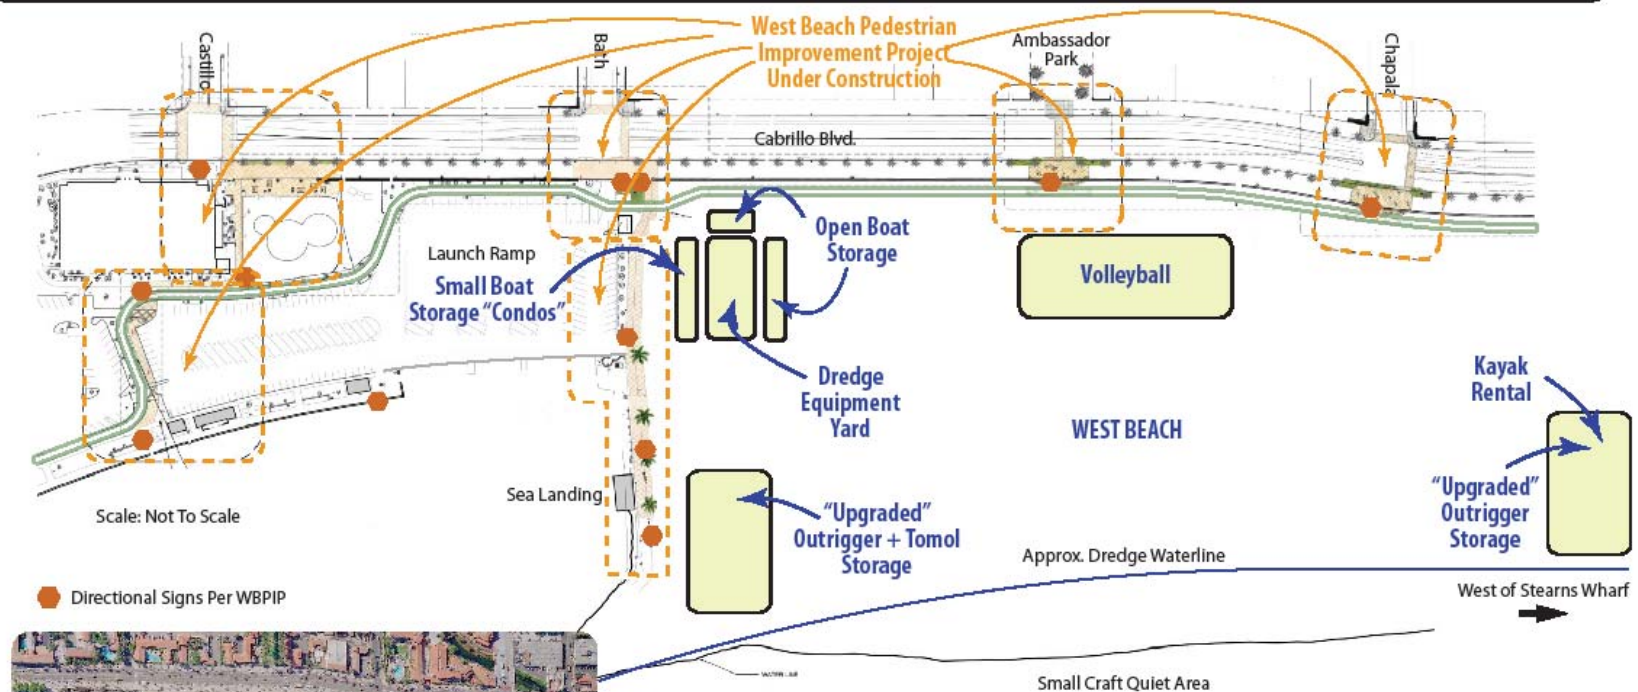 West Beach Pedestrian
Improvement Project
Under Construction
Castillo
Bath
Ambassador
Park
Chapala
Cabrillo Blvd.
Launch Ramp
Small Boat
Storage "Condos"
Open Boat
Storage
Volleyball
Dredge
Equipment
Yard
WEST BEACH
Kayak
Rental
"Upgraded"
Outrigger
Storage
Sea Landing
"Upgraded"
Outrigger + Tomol
Storage
Scale: Not To Scale
Approx. Dredge Waterline
West of Stearns Wharf
Directional Signs Per WBPIP
WATER LINE
Small Craft Quiet Area